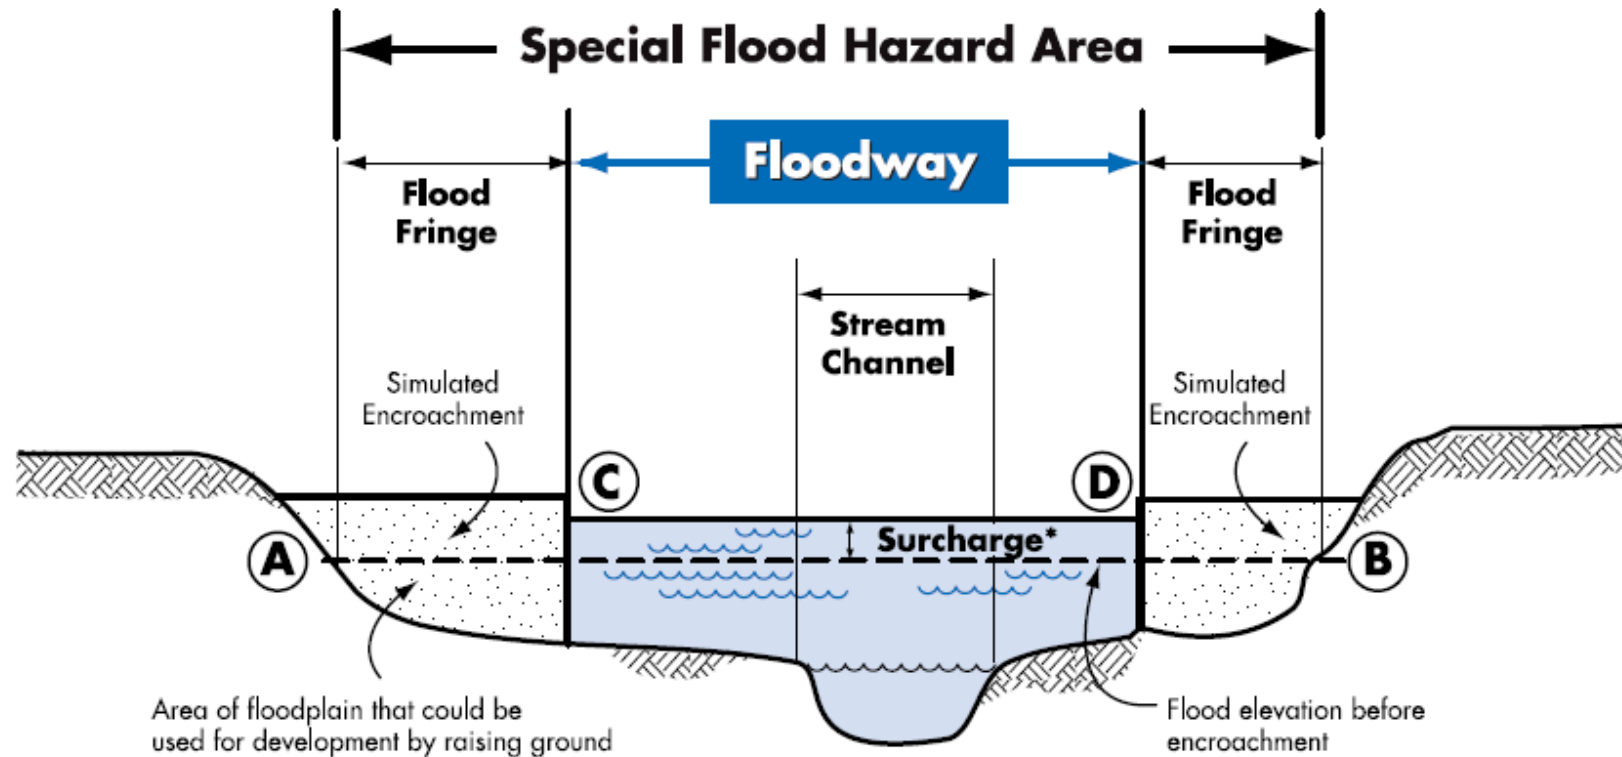 Special Flood Hazard Area
Floodway
Flood
Fringe
Flood
Fringe
Stream
Channel
Simulated
Encroachment
Simulated
Encroachment
C
D
Surcharge*
A
B
Area of floodplain that could be
used for development by raising ground
Flood elevation before
encroachment